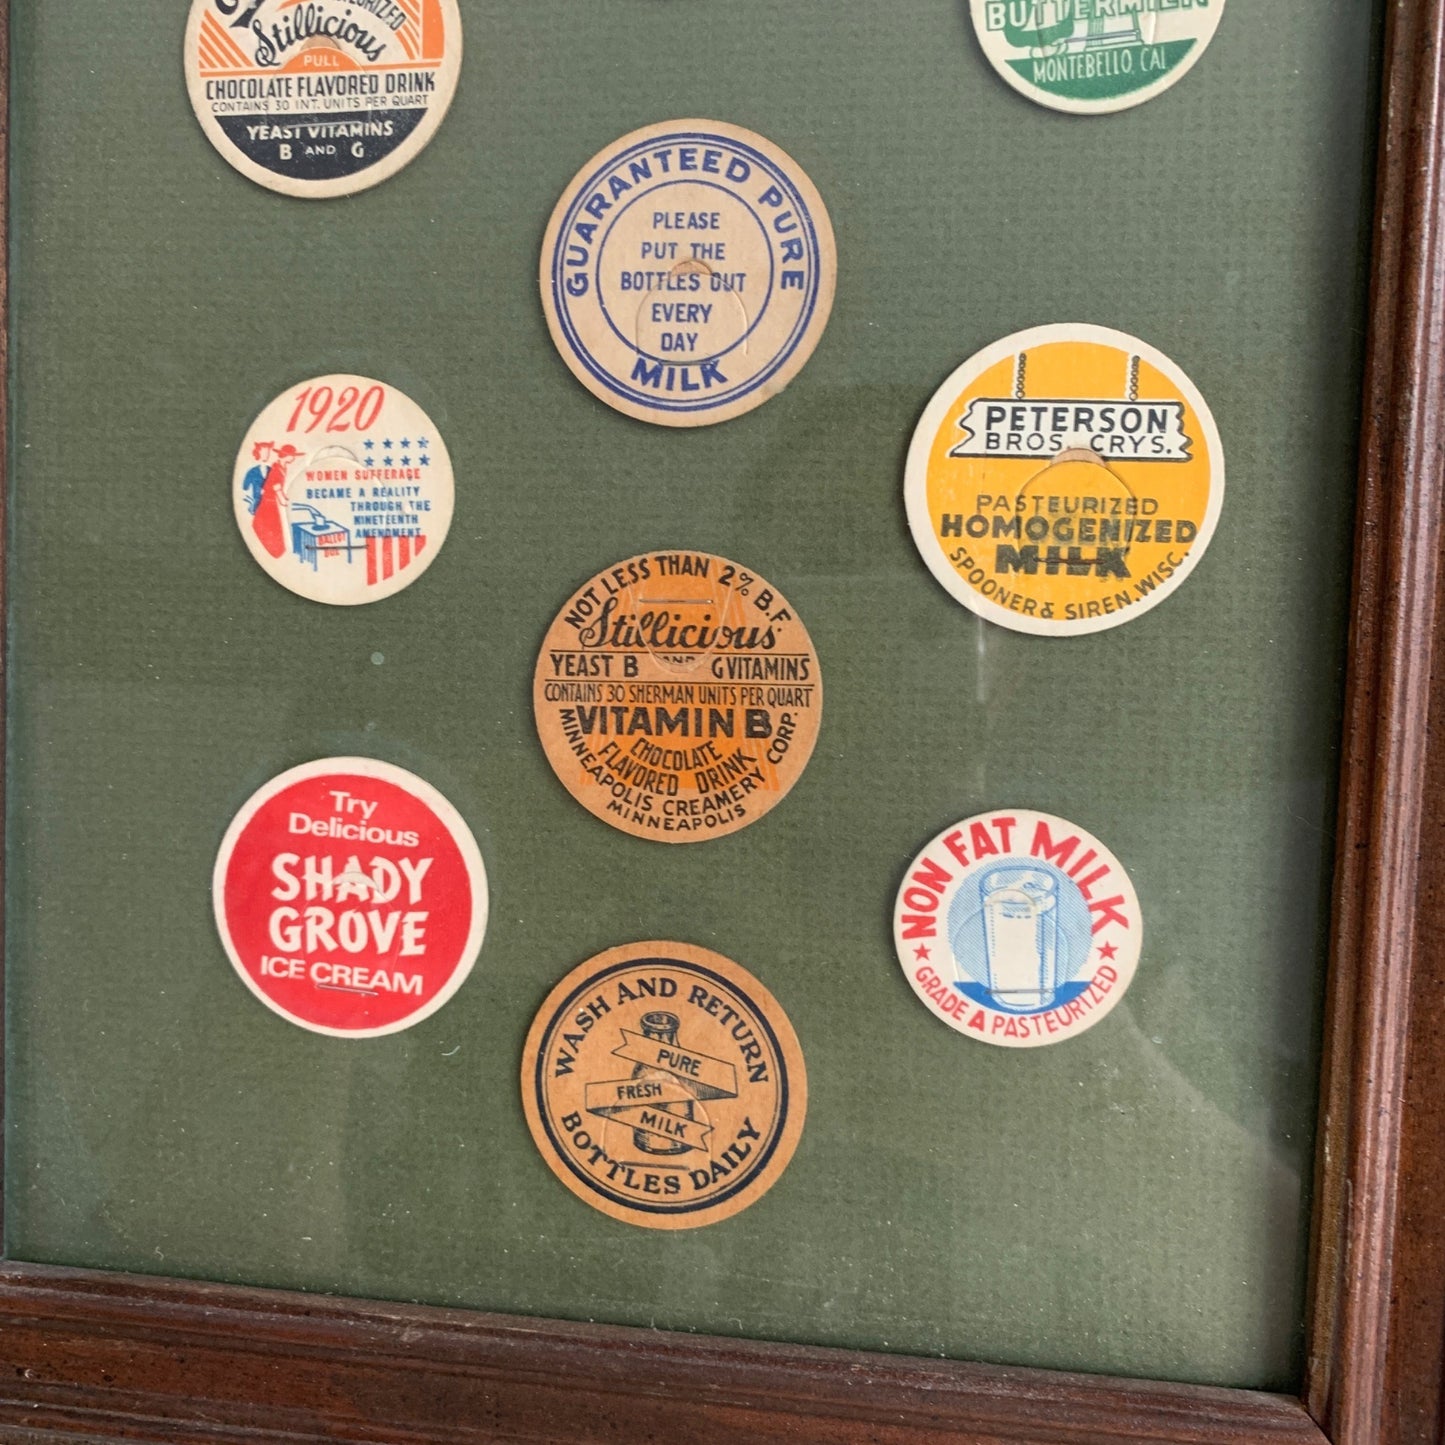 Stillicious
PULL
CHOCOLATE FLAVORED DRINK
CONTAINS 30 INT. UNITS PER QUART
YEAST VITAMINS
B AND G
BUTTERMILK
MONTEBELLO, CAL
GUARANTEED PURE
PLEASE
PUT THE
BOTTLES OUT
EVERY
DAY
MILK
1920
WOMEN SUFFERAGE
BECAME A REALITY
THROUGH THE
NINETEENTH
AMENDMENT
BALLOT
BOX
PETERSON
BROS. CRYS.
PASTEURIZED
HOMOGENIZED
MILK
SPOONER & SIREN, WISC.
NOT LESS THAN 2% B.F.
Stillicious
YEAST B AND G VITAMINS
CONTAINS 30 SHERMAN UNITS PER QUART
VITAMIN B
CHOCOLATE
FLAVORED DRINK
MINNEAPOLIS CREAMERY CORP.
MINNEAPOLIS
Try
Delicious
SHADY
GROVE
ICE CREAM
NON FAT MILK
GRADE A PASTEURIZED
WASH AND RETURN
PURE
FRESH
MILK
BOTTLES DAILY